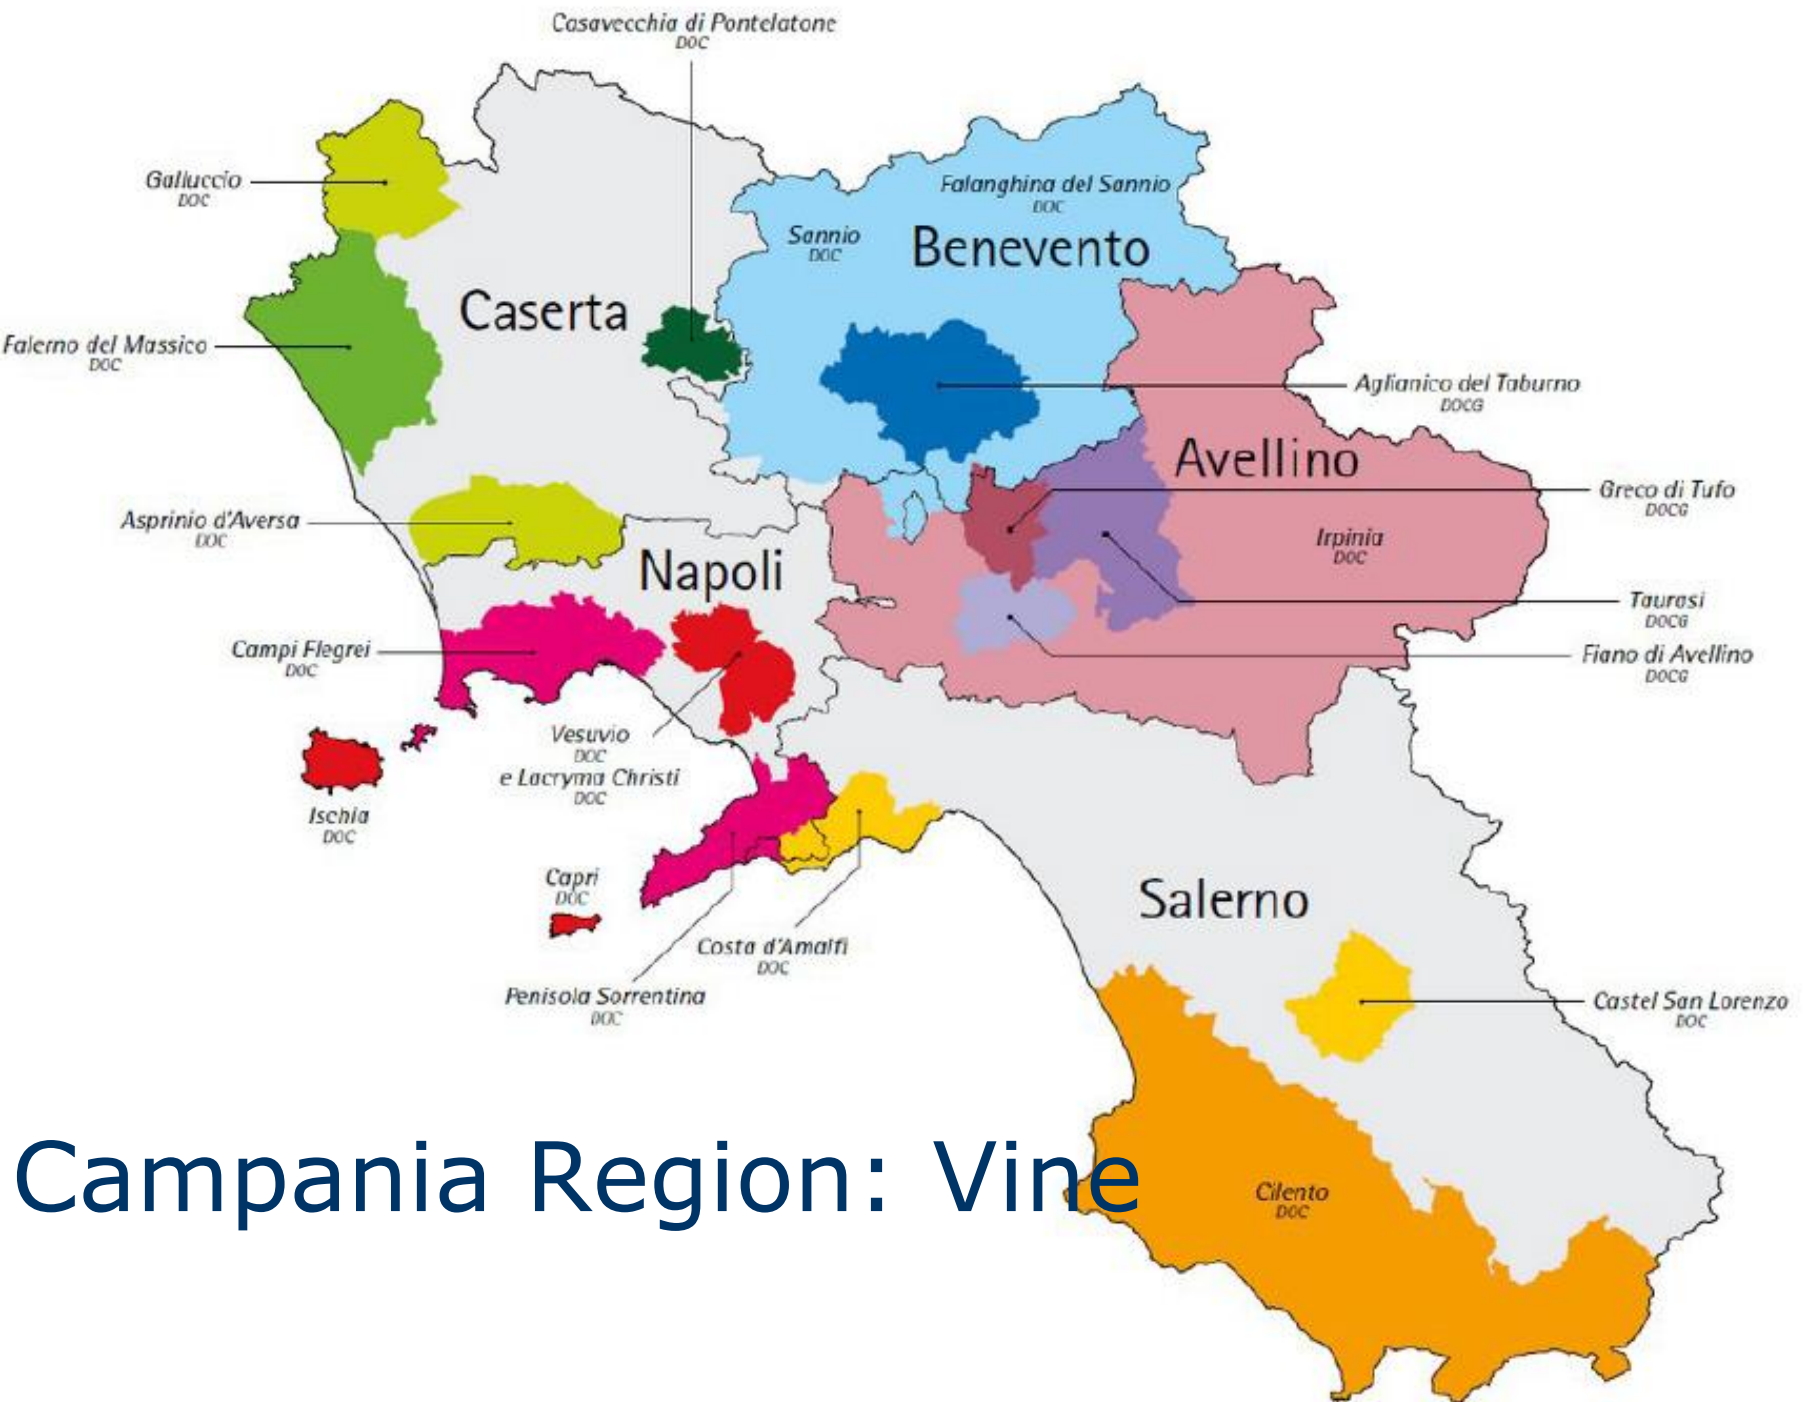 Casavecchia di Pontelatone
DOC
Galluccio
DOC
Falanghina del Sannio
DOC
Sannio
DOC
Benevento
Caserta
Falerno del Massico
DOC
Aglianico del Taburno
DOCG
Avellino
Greco di Tufo
DOCG
Asprinio d'Aversa
DOC
Irpinia
DOC
Napoli
Taurasi
DOCG
Campi Flegrei
DOC
Fiano di Avellino
DOCG
Vesuvio
DOC
e Lacryma Christi
DOC
Ischia
DOC
Capri
DOC
Salerno
Costa d'Amalfi
DOC
Penisola Sorrentina
DOC
Castel San Lorenzo
DOC
Campania Region: Vine
Cilento
DOC